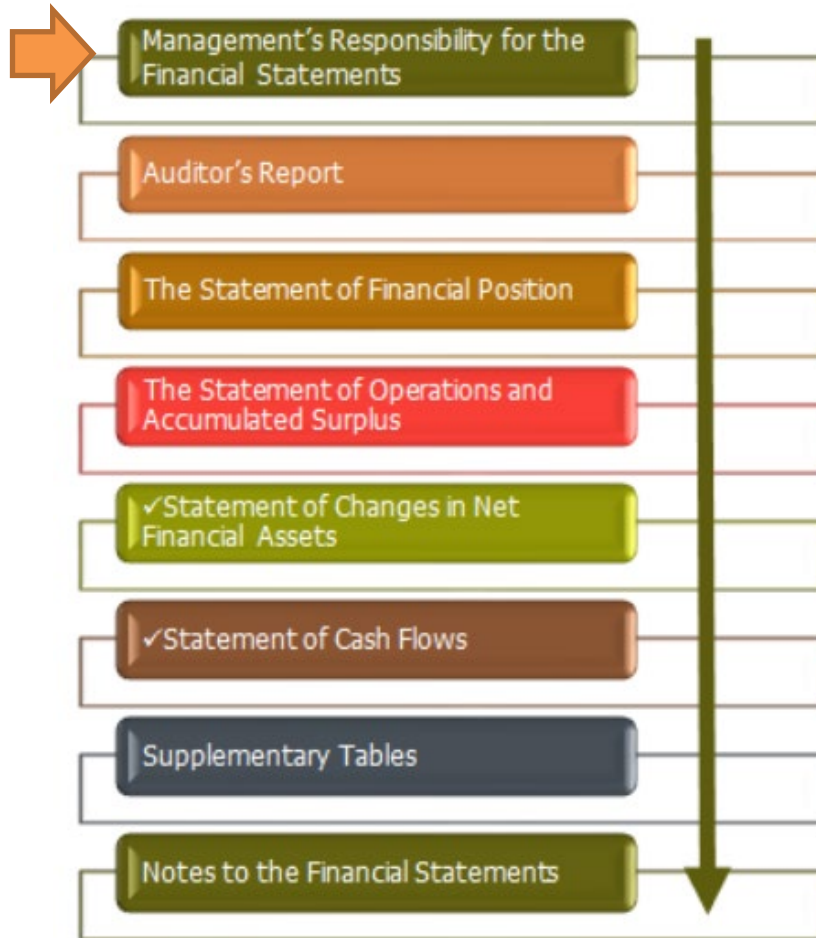 Management's Responsibility for the
Financial Statements
Auditor's Report
The Statement of Financial Position
The Statement of Operations and
Accumulated Surplus
✓Statement of Changes in Net
Financial Assets
✓Statement of Cash Flows
Supplementary Tables
Notes to the Financial Statements